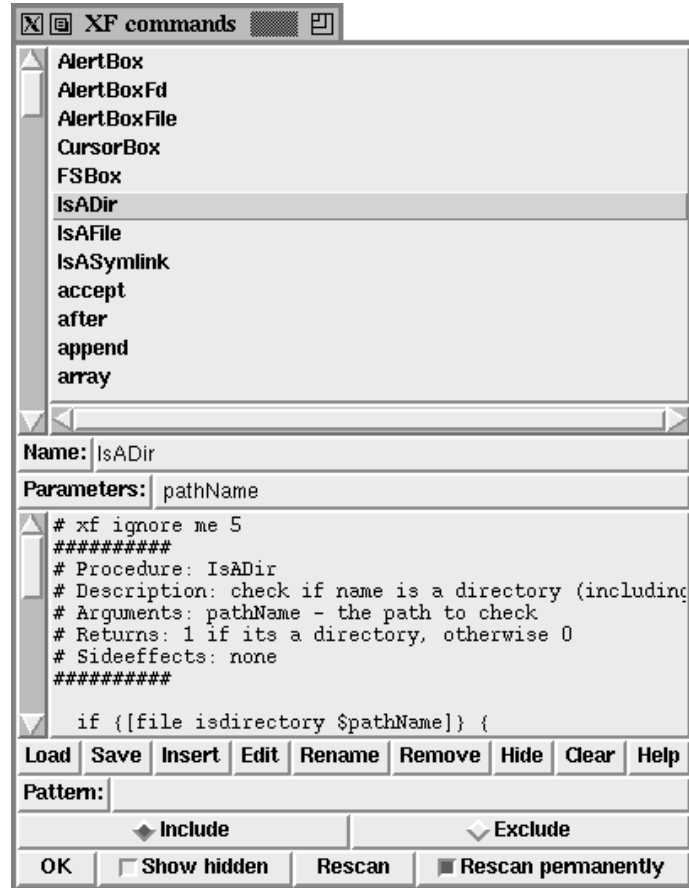 XF commands
AlertBox
AlertBoxFd
AlertBoxFile
CursorBox
FSBox
IsADir
IsAFile
IsASymlink
accept
after
append
array
Name: IsADir
Parameters: pathName
# xf ignore me 5
##########
# Procedure: IsADir
# Description: check if name is a directory (including
# Arguments: pathName - the path to check
# Returns: 1 if its a directory, otherwise 0
# Sideeffects: none
##########
if {[file isdirectory $pathName]} {
Load Save Insert Edit Rename Remove Hide Clear Help
Pattern:
Include Exclude
OK Show hidden Rescan Rescan permanently